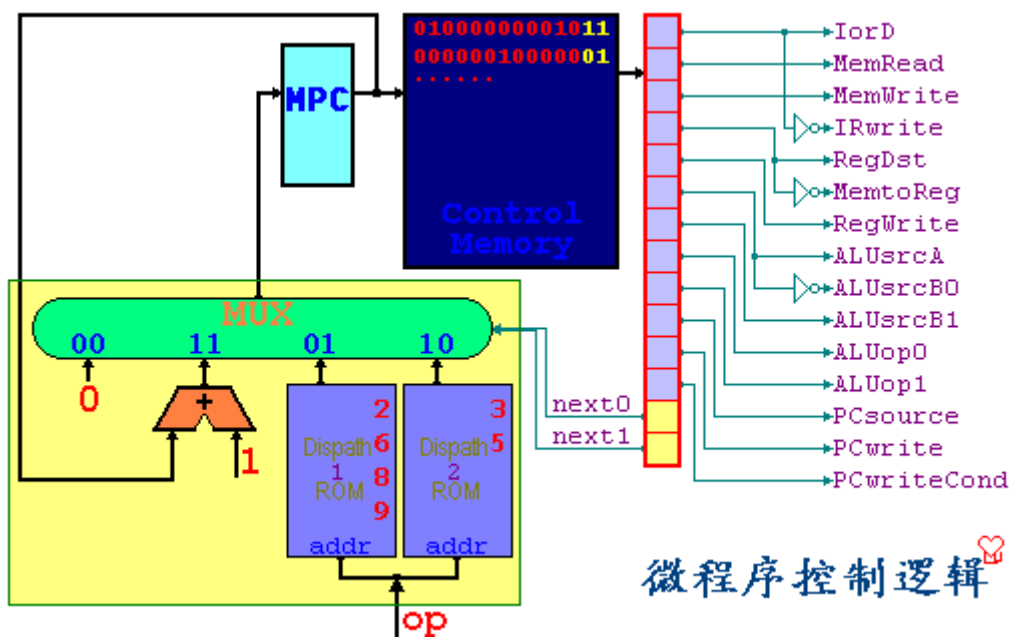 0100000000001011
0000000100000001
......
MPC
Control
Memory
IorD
MemRead
MemWrite
IRwrite
RegDst
MemtoReg
RegWrite
ALUsrcA
ALUsrcB0
ALUsrcB1
ALUop0
ALUop1
PCsource
PCwrite
PCwriteCond
MUX
00 11 01 10
0
+
1
next0
next1
2
6
8
9
Dispath
1
ROM
addr
3
5
Dispath
2
ROM
addr
op
微程序控制逻辑